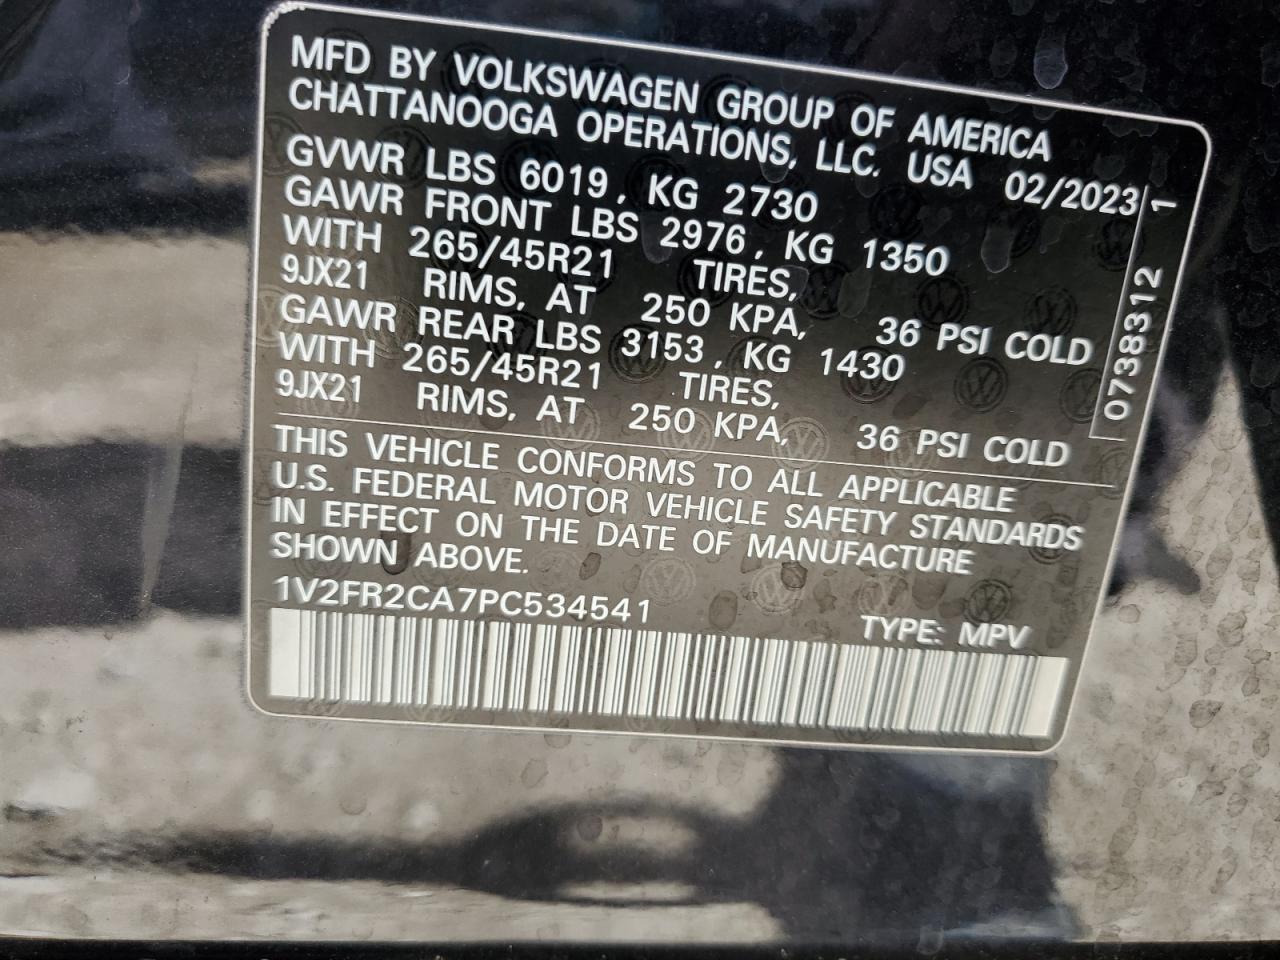 MFD BY VOLKSWAGEN GROUP OF AMERICA
CHATTANOOGA OPERATIONS, LLC. USA 02/2023
GVWR LBS 6019, KG 2730
GAWR FRONT LBS 2976, KG 1350
WITH 265/45R21 TIRES,
9JX21 RIMS, AT 250 KPA, 36 PSI COLD
GAWR REAR LBS 3153, KG 1430
WITH 265/45R21 TIRES,
9JX21 RIMS, AT 250 KPA, 36 PSI COLD
0738312 1
THIS VEHICLE CONFORMS TO ALL APPLICABLE
U.S. FEDERAL MOTOR VEHICLE SAFETY STANDARDS
IN EFFECT ON THE DATE OF MANUFACTURE
SHOWN ABOVE.
1V2FR2CA7PC534541 TYPE: MPV